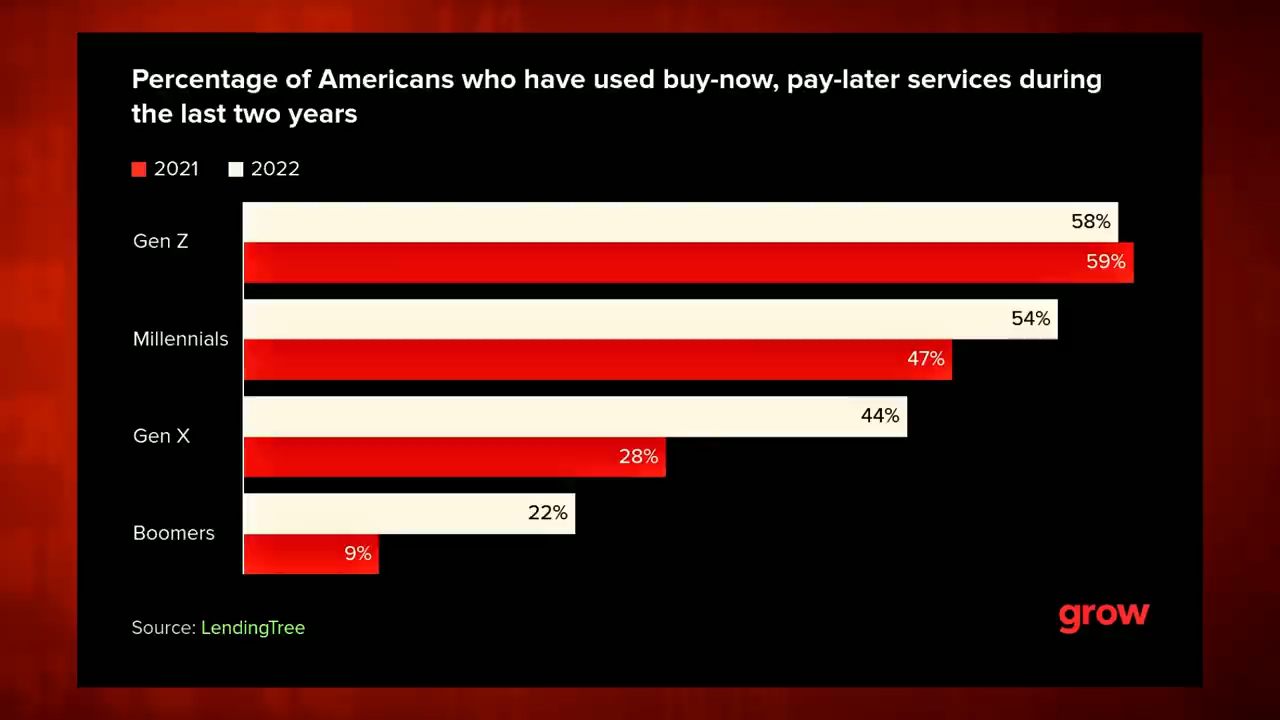 Percentage of Americans who have used buy-now, pay-later services during
the last two years
2021 2022
58%
Gen Z
59%
54%
Millennials
47%
44%
Gen X
28%
22%
Boomers
9%
grow
Source: LendingTree